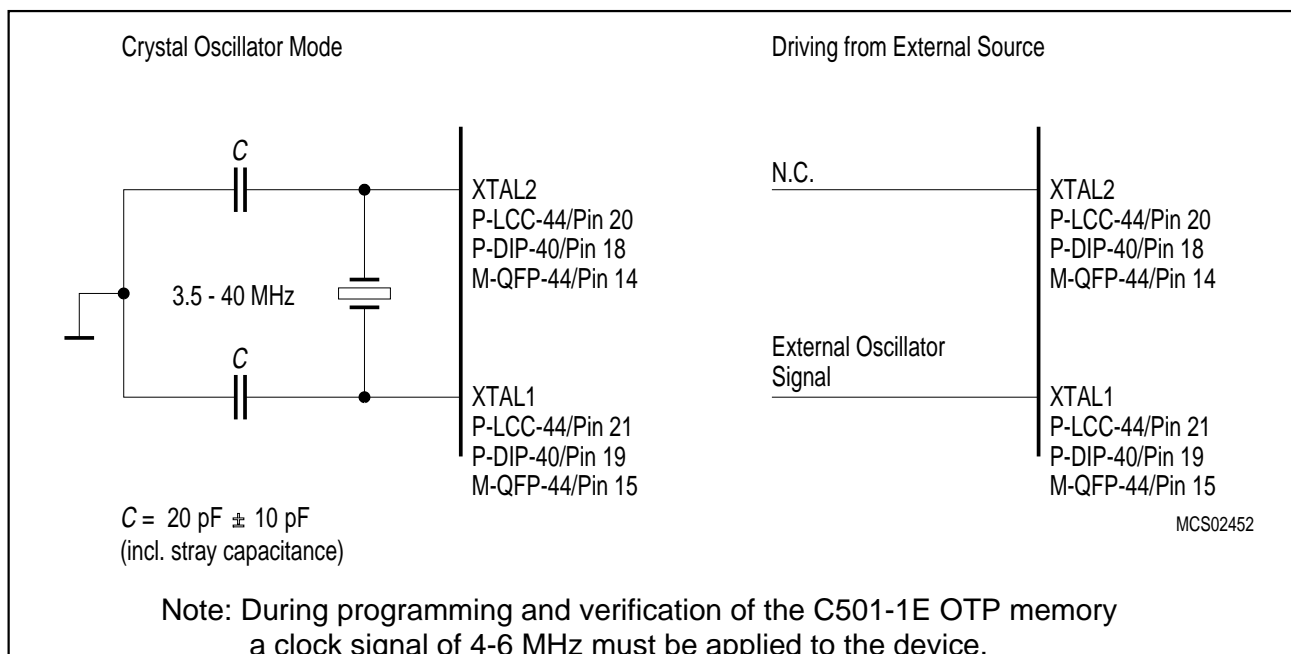 Crystal Oscillator Mode
C
3.5 - 40 MHz
C
XTAL2
P-LCC-44/Pin 20
P-DIP-40/Pin 18
M-QFP-44/Pin 14
XTAL1
P-LCC-44/Pin 21
P-DIP-40/Pin 19
M-QFP-44/Pin 15
C = 20 pF ± 10 pF
(incl. stray capacitance)
Driving from External Source
N.C.
XTAL2
P-LCC-44/Pin 20
P-DIP-40/Pin 18
M-QFP-44/Pin 14
External Oscillator
Signal
XTAL1
P-LCC-44/Pin 21
P-DIP-40/Pin 19
M-QFP-44/Pin 15
MCS02452
Note: During programming and verification of the C501-1E OTP memory
a clock signal of 4-6 MHz must be applied to the device.